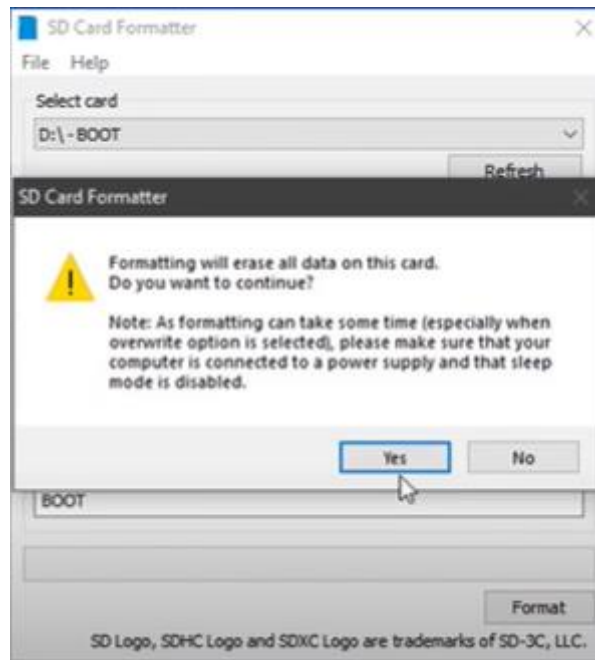 SD Card Formatter
File Help
Select card
D:\ - BOOT
Refresh
SD Card Formatter
Formatting will erase all data on this card.
Do you want to continue?
Note: As formatting can take some time (especially when
overwrite option is selected), please make sure that your
computer is connected to a power supply and that sleep
mode is disabled.
Yes No
BOOT
Format
SD Logo, SDHC Logo and SDXC Logo are trademarks of SD-3C, LLC.